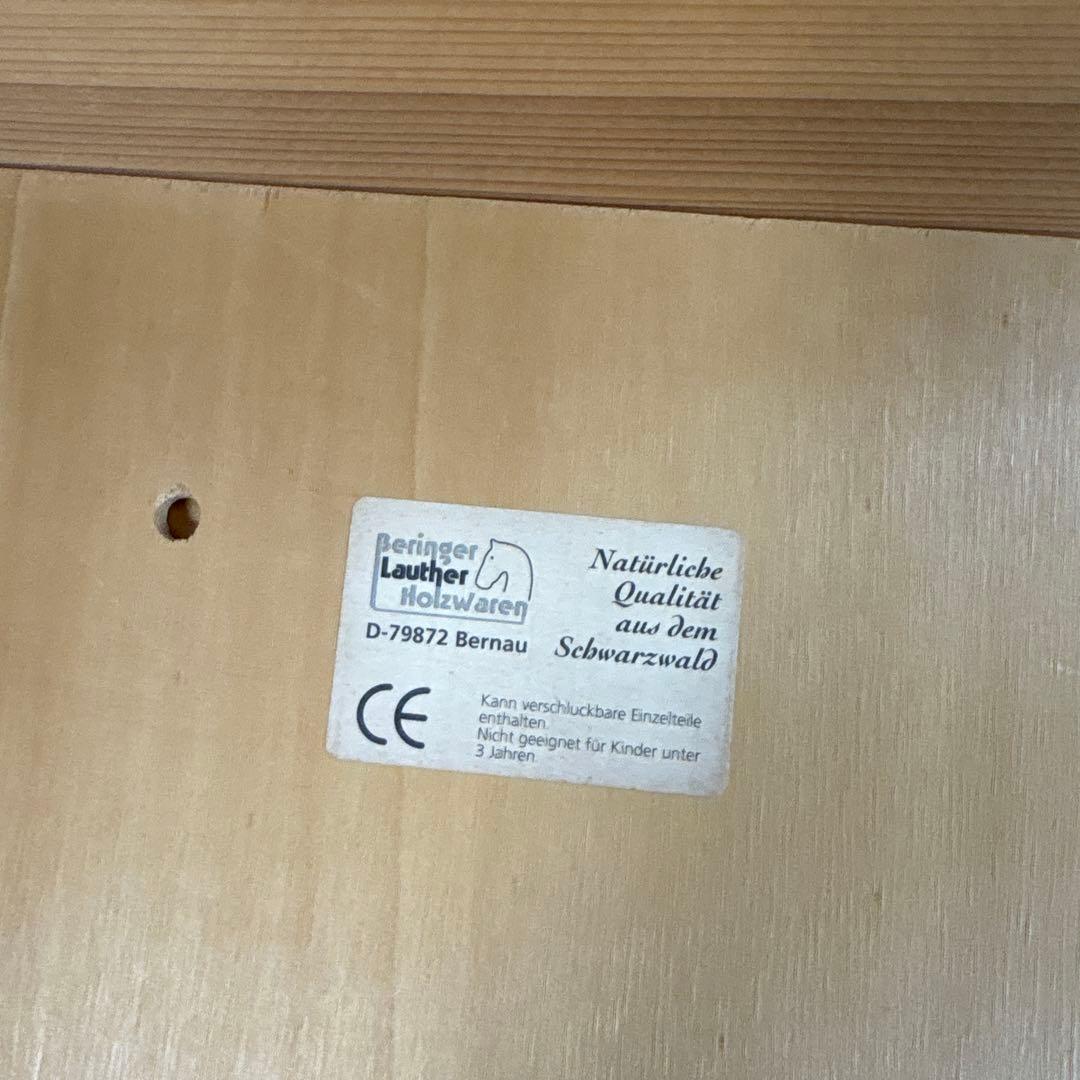 Beringer
Lauther
Holzwaren
D-79872 Bernau
Natürliche
Qualität
aus dem
Schwarzwald
CE
Kann verschluckbare Einzelteile
enthalten.
Nicht geeignet für Kinder unter
3 Jahren.